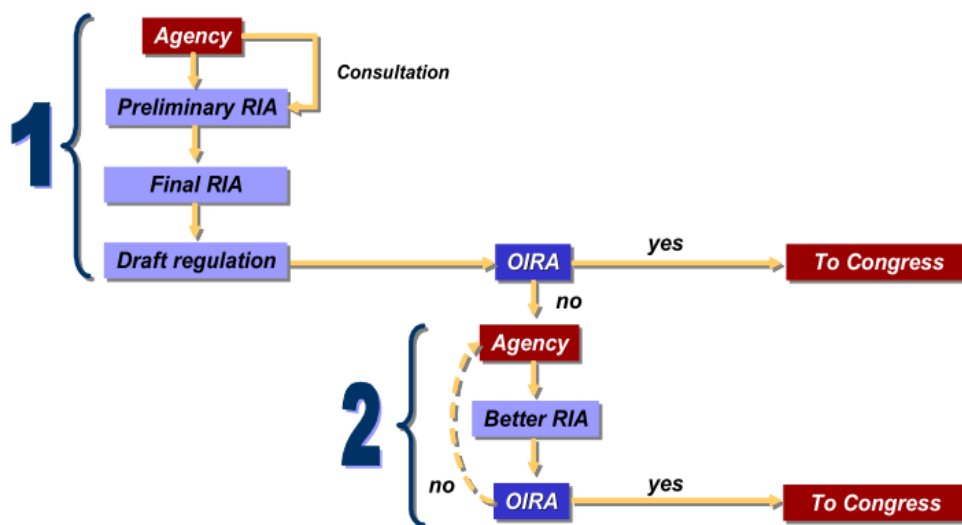 1
Agency
Consultation
Preliminary RIA
Final RIA
Draft regulation
OIRA
yes
To Congress
no
2
Agency
Better RIA
no
OIRA
yes
To Congress